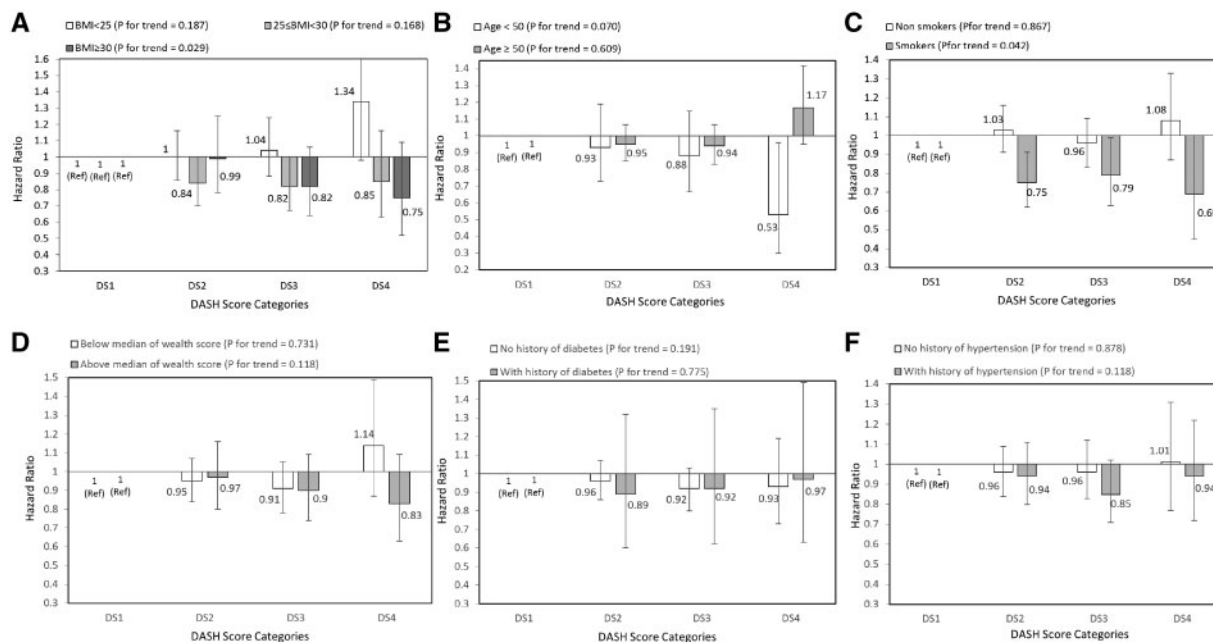 A
BMI<25 (P for trend = 0.187)
25≤BMI<30 (P for trend = 0.168)
BMI≥30 (P for trend = 0.029)
Hazard Ratio
1.6
1.5
1.4
1.3
1.2
1.1
1
0.9
0.8
0.7
0.6
0.5
0.4
0.3
1 1 1
(Ref) (Ref) (Ref)
1
0.84
0.99
1.04
0.82
0.82
1.34
0.85
0.75
DS1 DS2 DS3 DS4
DASH Score Categories
B
Age < 50 (P for trend = 0.070)
Age ≥ 50 (P for trend = 0.609)
Hazard Ratio
1.4
1.3
1.2
1.1
1
0.9
0.8
0.7
0.6
0.5
0.4
0.3
0.2
1 1
(Ref) (Ref)
0.93
0.95
0.88
0.94
0.53
1.17
DS1 DS2 DS3 DS4
DASH Score Categories
C
Non smokers (Pfor trend = 0.867)
Smokers (Pfor trend = 0.042)
Hazard Ratio
1.4
1.3
1.2
1.1
1
0.9
0.8
0.7
0.6
0.5
0.4
0.3
1 1
(Ref) (Ref)
1.03
0.75
0.96
0.79
1.08
DS1 DS2 DS3 DS4
DASH Score Categories
D
Below median of wealth score (P for trend = 0.731)
Above median of wealth score (P for trend = 0.118)
Hazard Ratio
1.5
1.4
1.3
1.2
1.1
1
0.9
0.8
0.7
0.6
0.5
0.4
0.3
1 1
(Ref) (Ref)
0.95
0.97
0.91
0.9
1.14
0.83
DS1 DS2 DS3 DS4
DASH Score Categories
E
No history of diabetes (P for trend = 0.191)
With history of diabetes (P for trend = 0.775)
Hazard Ratio
1.5
1.4
1.3
1.2
1.1
1
0.9
0.8
0.7
0.6
0.5
0.4
0.3
1 1
(Ref) (Ref)
0.96
0.89
0.92
0.92
0.93
0.97
DS1 DS2 DS3 DS4
DASH Score Categories
F
No history of hypertension (P for trend = 0.878)
With history of hypertension (P for trend = 0.118)
Hazard Ratio
1.4
1.3
1.2
1.1
1
0.9
0.8
0.7
0.6
0.5
0.4
0.3
1 1
(Ref) (Ref)
0.96
0.94
0.96
0.85
1.01
0.94
DS1 DS2 DS3 DS4
DASH Score Categories